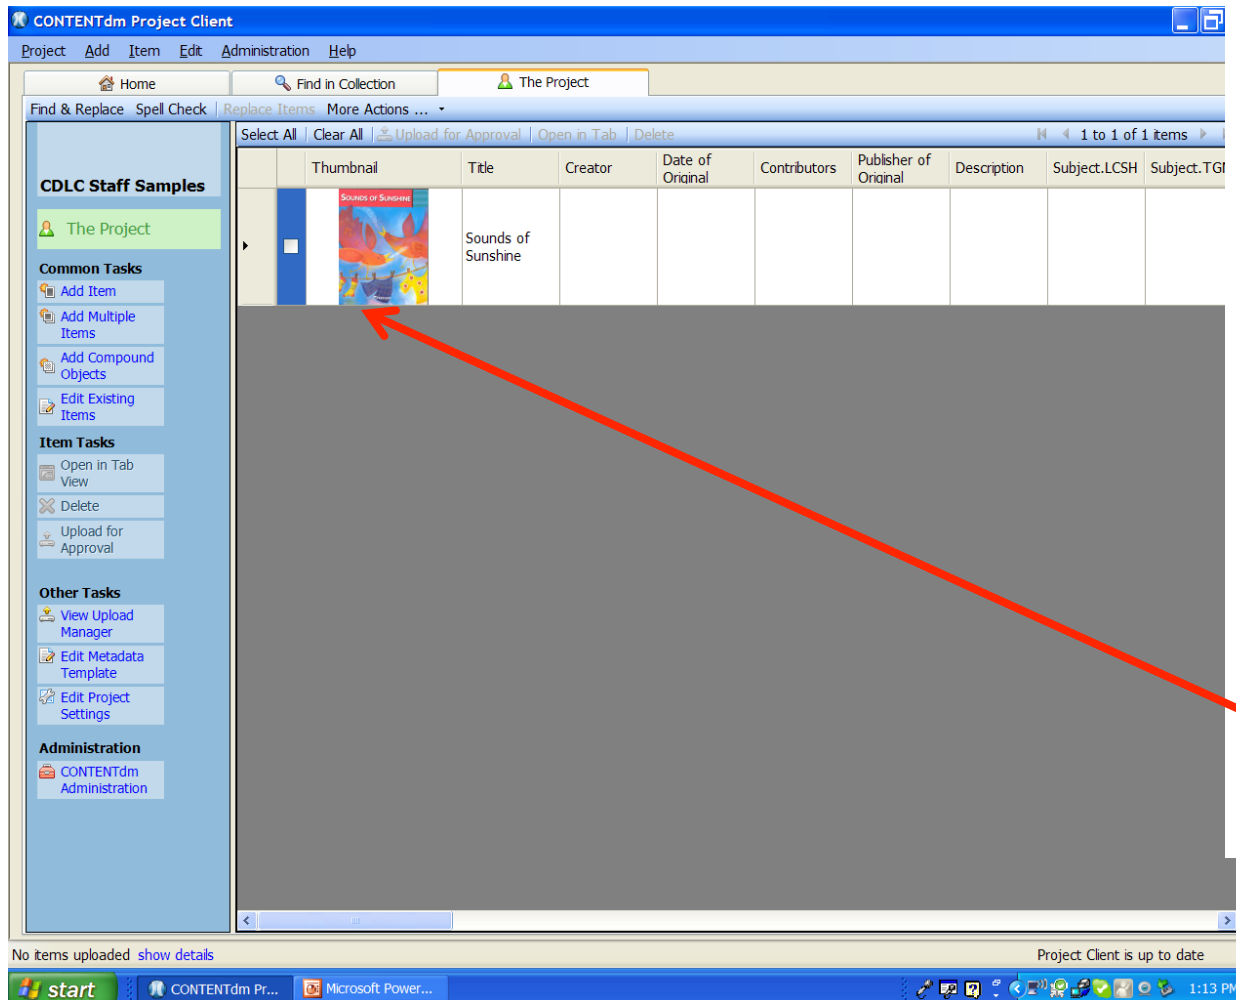 CONTENTdm Project Client
Project Add Item Edit Administration Help
Home Find in Collection The Project
Find & Replace Spell Check Replace Items More Actions ...
Select All Clear All Upload for Approval Open in Tab Delete 1 to 1 of 1 items
CDLC Staff Samples
The Project
Common Tasks
Add Item
Add Multiple
Items
Add Compound
Objects
Edit Existing
Items
Item Tasks
Open in Tab
View
Delete
Upload for
Approval
Other Tasks
View Upload
Manager
Edit Metadata
Template
Edit Project
Settings
Administration
CONTENTdm
Administration
Thumbnail Title Creator Date of Original Contributors Publisher of Original Description Subject.LCSH Subject.TGM
SOUNDS OF SUNSHINE
Sounds of
Sunshine
No items uploaded show details Project Client is up to date
start CONTENTdm Pr... Microsoft Power... 1:13 PM